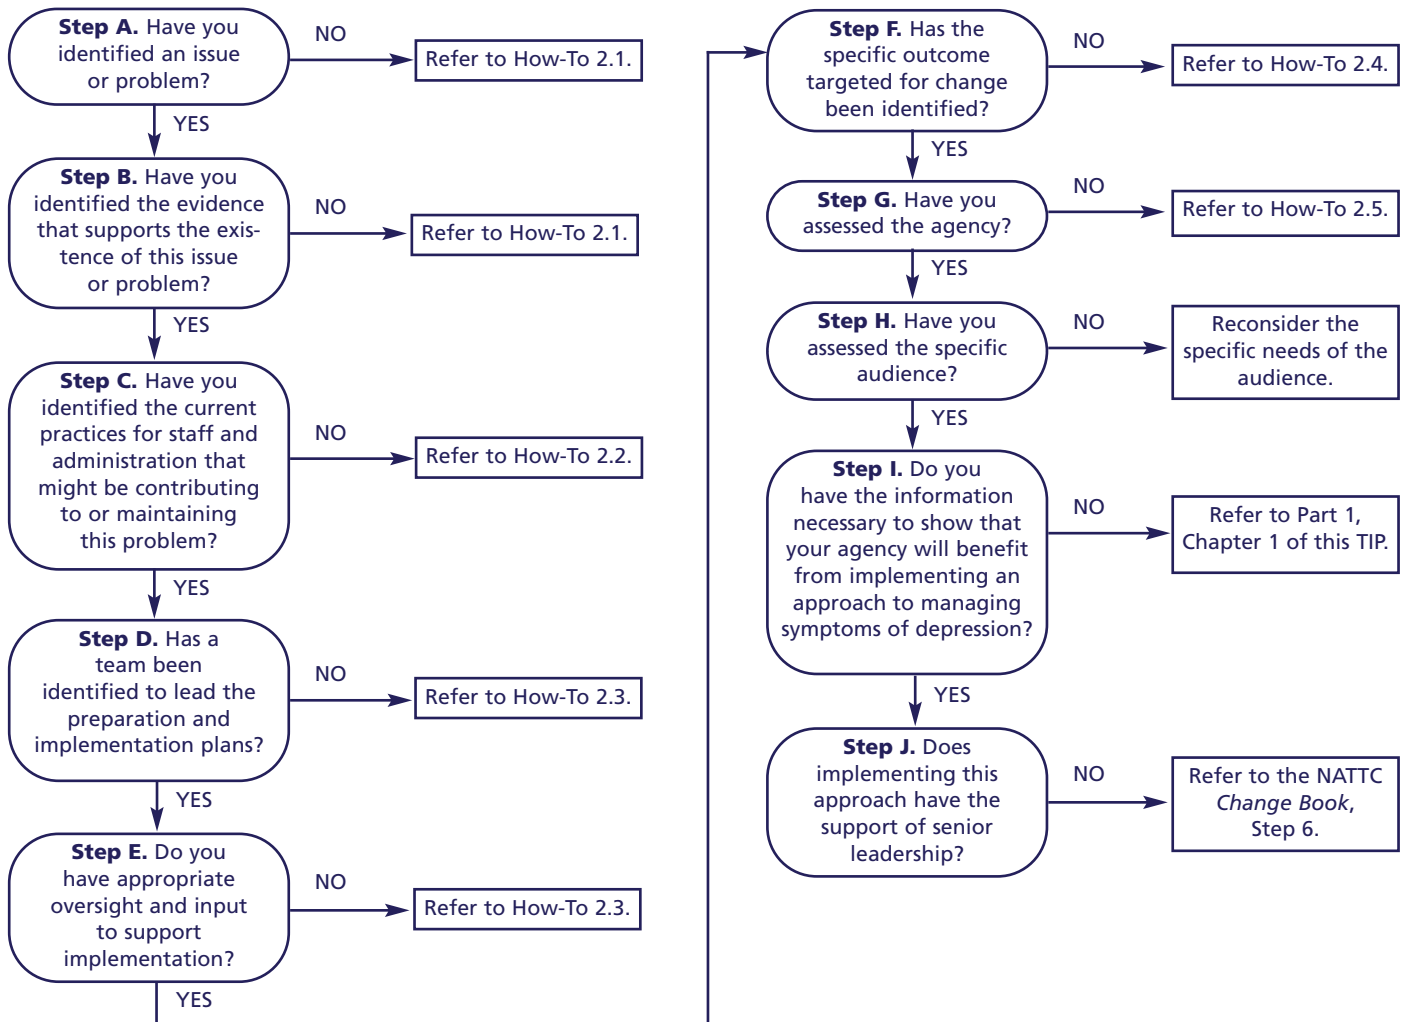 Step A. Have you
identified an issue
or problem?
NO
Refer to How-To 2.1.
YES
Step B. Have you
identified the evidence
that supports the exis-
tence of this issue
or problem?
NO
Refer to How-To 2.1.
YES
Step C. Have you
identified the current
practices for staff and
administration that
might be contributing
to or maintaining
this problem?
NO
Refer to How-To 2.2.
YES
Step D. Has a
team been
identified to lead the
preparation and
implementation plans?
NO
Refer to How-To 2.3.
YES
Step E. Do you
have appropriate
oversight and input
to support
implementation?
NO
Refer to How-To 2.3.
YES
Step F. Has the
specific outcome
targeted for change
been identified?
NO
Refer to How-To 2.4.
YES
Step G. Have you
assessed the agency?
NO
Refer to How-To 2.5.
YES
Step H. Have you
assessed the specific
audience?
NO
Reconsider the
specific needs of the
audience.
YES
Step I. Do you
have the information
necessary to show that
your agency will benefit
from implementing an
approach to managing
symptoms of depression?
NO
Refer to Part 1,
Chapter 1 of this TIP.
YES
Step J. Does
implementing this
approach have the
support of senior
leadership?
NO
Refer to the NATTC
Change Book,
Step 6.